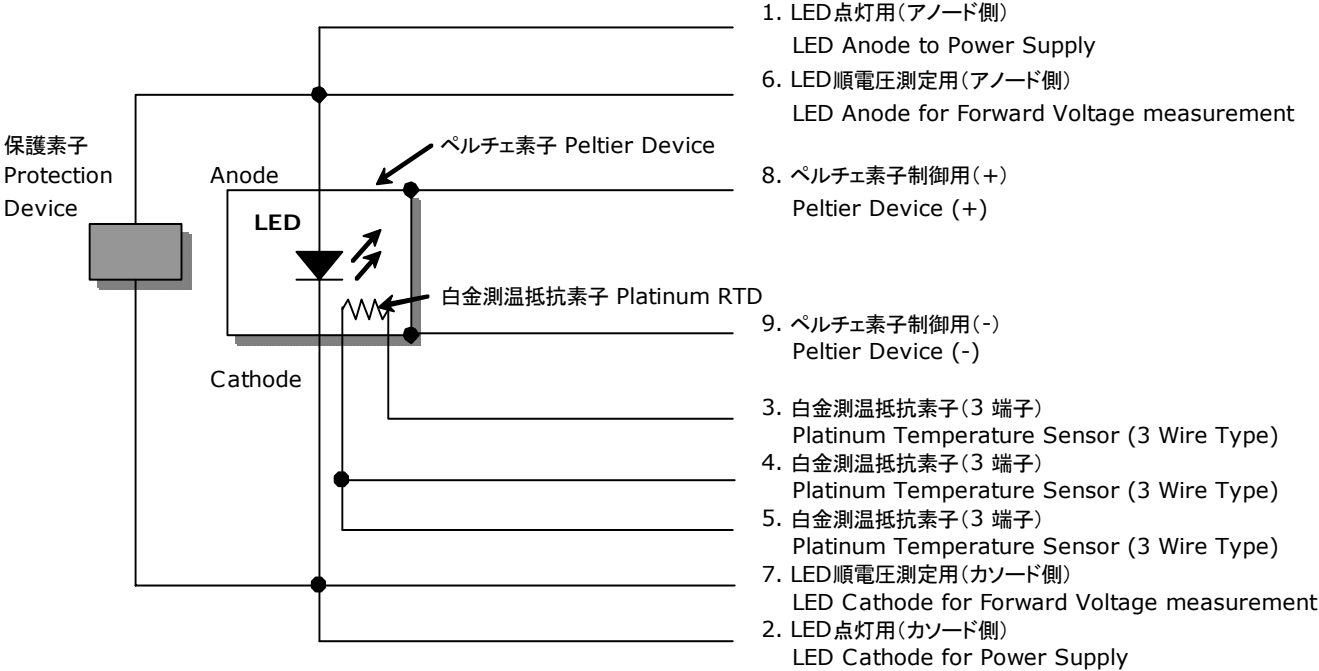 1. LED点灯用(アノード側)
LED Anode to Power Supply
6. LED順電圧測定用(アノード側)
LED Anode for Forward Voltage measurement
保護素子
Protection
Device
ペルチェ素子 Peltier Device
Anode
LED
8. ペルチェ素子制御用(+)
Peltier Device (+)
白金測温抵抗素子 Platinum RTD
9. ペルチェ素子制御用(-)
Peltier Device (-)
Cathode
3. 白金測温抵抗素子(3 端子)
Platinum Temperature Sensor (3 Wire Type)
4. 白金測温抵抗素子(3 端子)
Platinum Temperature Sensor (3 Wire Type)
5. 白金測温抵抗素子(3 端子)
Platinum Temperature Sensor (3 Wire Type)
7. LED順電圧測定用(カソード側)
LED Cathode for Forward Voltage measurement
2. LED点灯用(カソード側)
LED Cathode for Power Supply